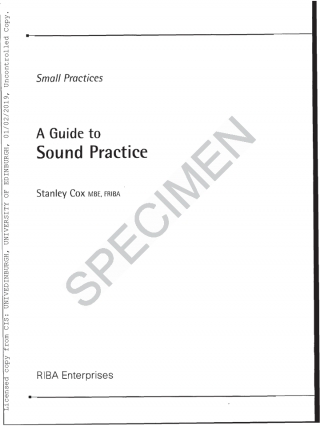 Licensed copy from CIS: UNIVEDINBURGH, UNIVERSITY OF EDINBURGH, 01/02/2019, Uncontrolled Copy.
Small Practices
A Guide to
Sound Practice
Stanley Cox MBE, FRIBA
SPECIMEN
RIBA Enterprises